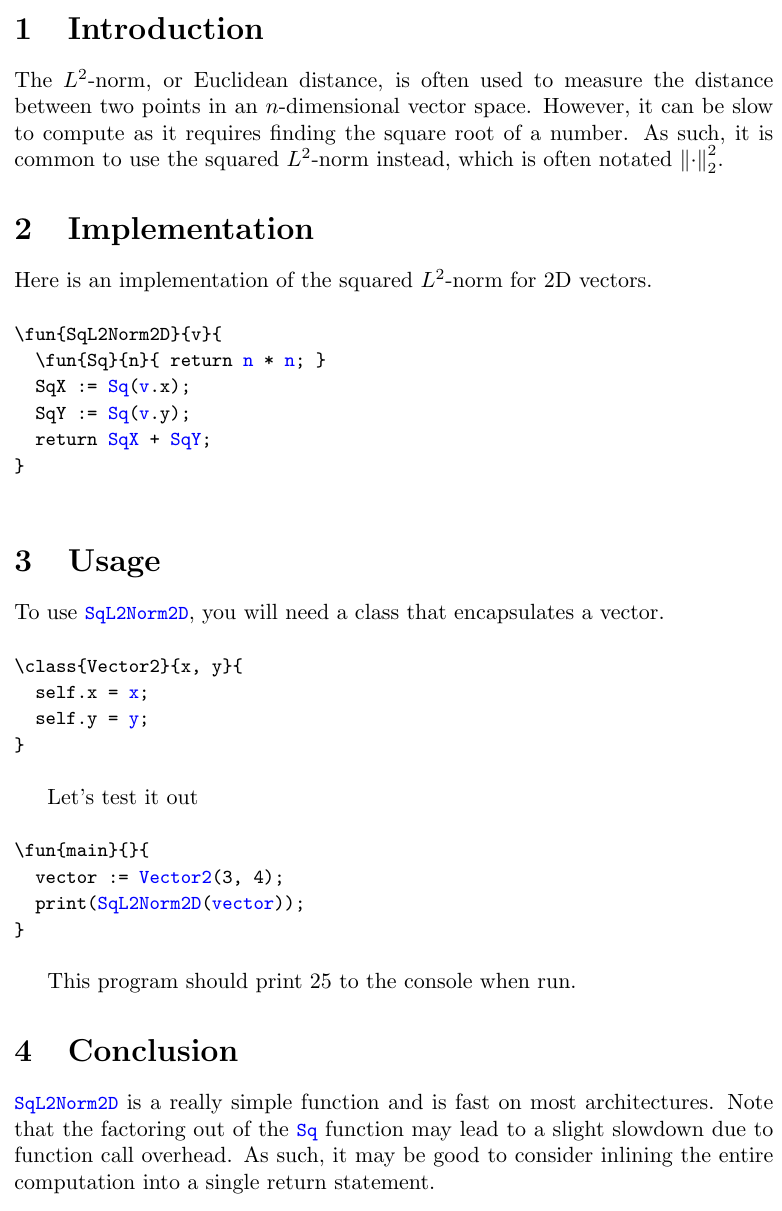 1 Introduction
The L²-norm, or Euclidean distance, is often used to measure the distance
between two points in an n-dimensional vector space. However, it can be slow
to compute as it requires finding the square root of a number. As such, it is
common to use the squared L²-norm instead, which is often notated ‖·‖₂².
2 Implementation
Here is an implementation of the squared L²-norm for 2D vectors.
\fun{SqL2Norm2D}{v}{
  \fun{Sq}{n}{ return n * n; }
  SqX := Sq(v.x);
  SqY := Sq(v.y);
  return SqX + SqY;
}
3 Usage
To use SqL2Norm2D, you will need a class that encapsulates a vector.
\class{Vector2}{x, y}{
  self.x = x;
  self.y = y;
}
Let's test it out
\fun{main}{}{
  vector := Vector2(3, 4);
  print(SqL2Norm2D(vector));
}
This program should print 25 to the console when run.
4 Conclusion
SqL2Norm2D is a really simple function and is fast on most architectures. Note
that the factoring out of the Sq function may lead to a slight slowdown due to
function call overhead. As such, it may be good to consider inlining the entire
computation into a single return statement.